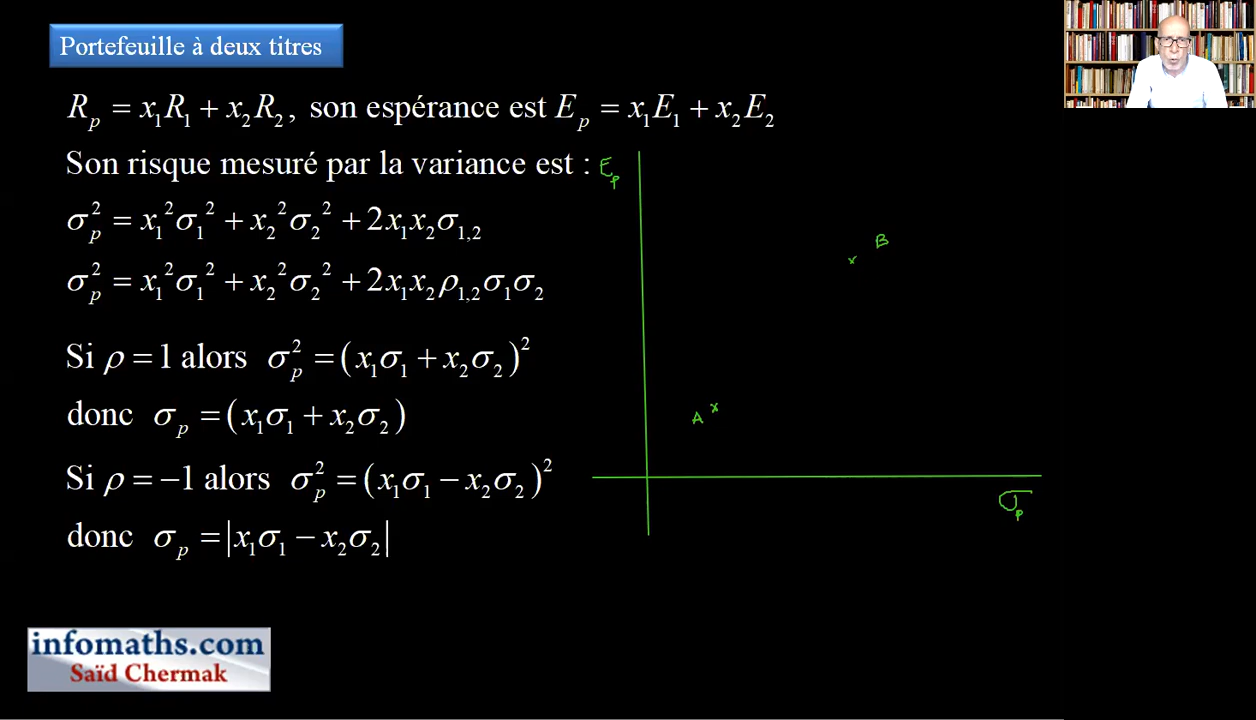 Portefeuille à deux titres
R_p = x_1R_1 + x_2R_2, son espérance est E_p = x_1E_1 + x_2E_2
Son risque mesuré par la variance est :
σ_p^2 = x_1^2σ_1^2 + x_2^2σ_2^2 + 2x_1x_2σ_{1,2}
σ_p^2 = x_1^2σ_1^2 + x_2^2σ_2^2 + 2x_1x_2ρ_{1,2}σ_1σ_2
Si ρ = 1 alors σ_p^2 = (x_1σ_1 + x_2σ_2)^2
donc σ_p = (x_1σ_1 + x_2σ_2)
Si ρ = −1 alors σ_p^2 = (x_1σ_1 − x_2σ_2)^2
donc σ_p = |x_1σ_1 − x_2σ_2|
E_p
B
A
σ_p
infomaths.com
Saïd Chermak